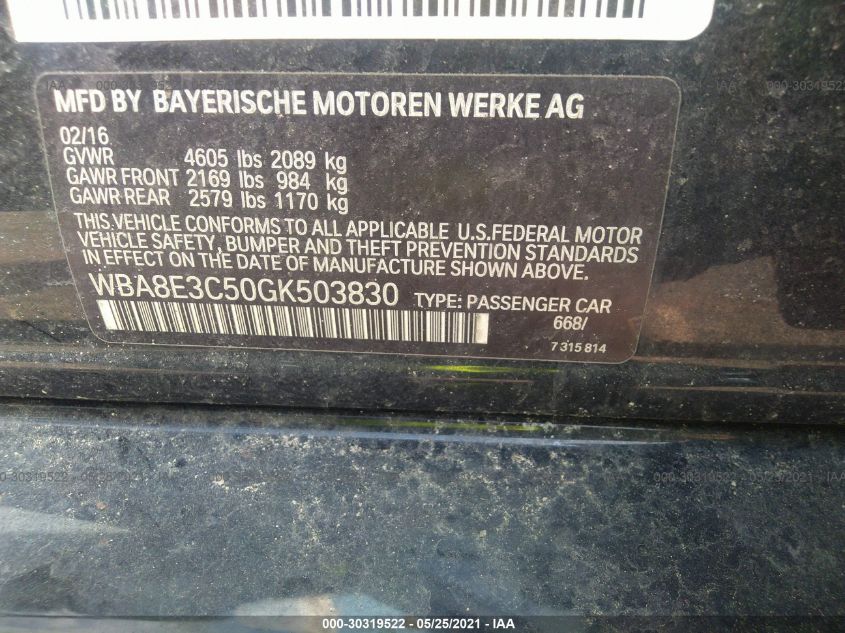 MFD BY BAYERISCHE MOTOREN WERKE AG
02/16
GVWR 4605 lbs 2089 kg
GAWR FRONT 2169 lbs 984 kg
GAWR REAR 2579 lbs 1170 kg
THIS VEHICLE CONFORMS TO ALL APPLICABLE U.S.FEDERAL MOTOR
VEHICLE SAFETY, BUMPER AND THEFT PREVENTION STANDARDS
IN EFFECT ON THE DATE OF MANUFACTURE SHOWN ABOVE.
WBA8E3C50GK503830 TYPE: PASSENGER CAR
668/
7 315 814
000-30319522 - 05/25/2021 - IAA